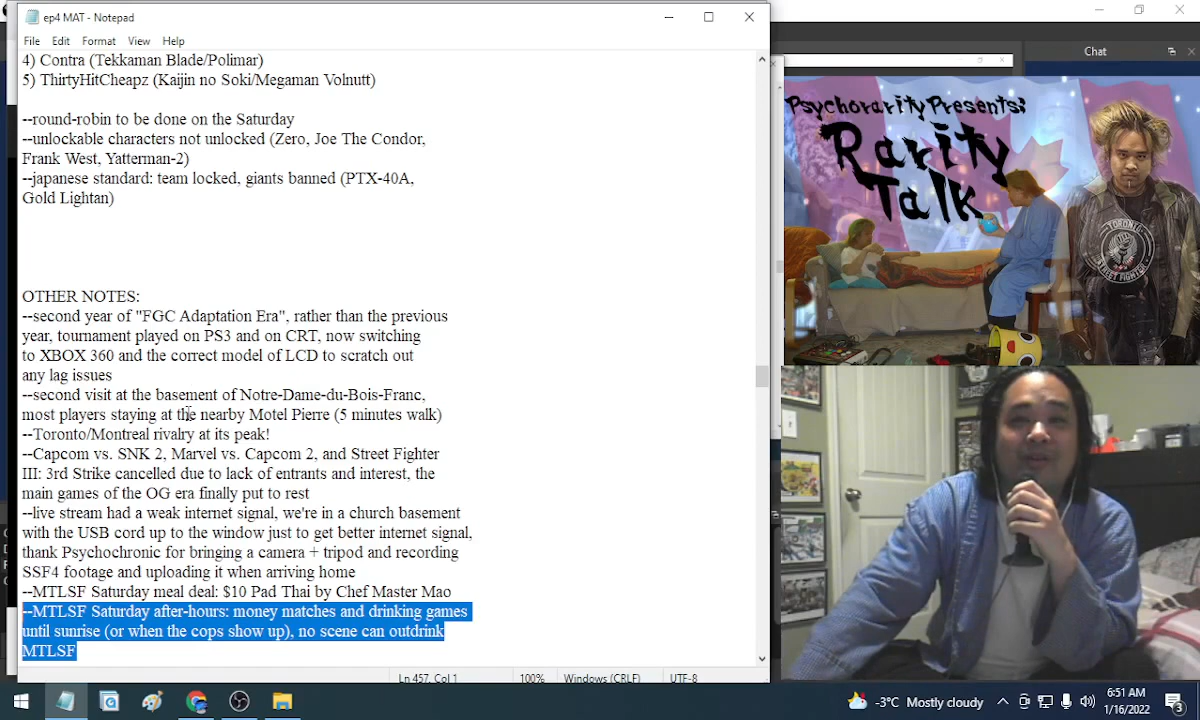 ep4 MAT - Notepad
File Edit Format View Help
4) Contra (Tekkaman Blade/Polimar)
5) ThirtyHitCheapz (Kaijin no Soki/Megaman Volnutt)
--round-robin to be done on the Saturday
--unlockable characters not unlocked (Zero, Joe The Condor,
Frank West, Yatterman-2)
--japanese standard: team locked, giants banned (PTX-40A,
Gold Lightan)
OTHER NOTES:
--second year of "FGC Adaptation Era", rather than the previous
year, tournament played on PS3 and on CRT, now switching
to XBOX 360 and the correct model of LCD to scratch out
any lag issues
--second visit at the basement of Notre-Dame-du-Bois-Franc,
most players staying at the nearby Motel Pierre (5 minutes walk)
--Toronto/Montreal rivalry at its peak!
--Capcom vs. SNK 2, Marvel vs. Capcom 2, and Street Fighter
III: 3rd Strike cancelled due to lack of entrants and interest, the
main games of the OG era finally put to rest
--live stream had a weak internet signal, we're in a church basement
with the USB cord up to the window just to get better internet signal,
thank Psychochronic for bringing a camera + tripod and recording
SSF4 footage and uploading it when arriving home
--MTLSF Saturday meal deal: $10 Pad Thai by Chef Master Mao
--MTLSF Saturday after-hours: money matches and drinking games
until sunrise (or when the cops show up), no scene can outdrink
MTLSF
Ln 457, Col 1 100% Windows (CRLF) UTF-8
Chat
PsychorarityPresents:
Rarity
Talk
TORONTO
STREET FIGHTER
-3°C Mostly cloudy
6:51 AM
1/16/2022
3